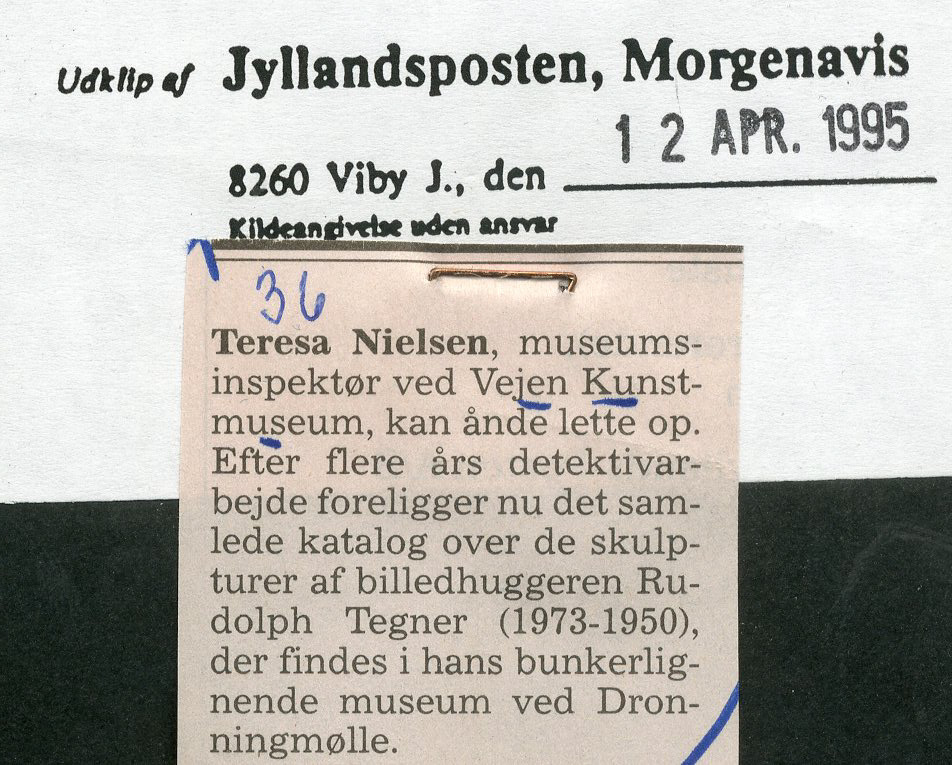 Udklip af Jyllandsposten, Morgenavis
12 APR. 1995
8260 Viby J., den
Kildeangivelse uden ansvar
36
Teresa Nielsen, museums-
inspektør ved Vejen Kunst-
museum, kan ånde lette op.
Efter flere års detektivar-
bejde foreligger nu det sam-
lede katalog over de skulp-
turer af billedhuggeren Ru-
dolph Tegner (1973-1950),
der findes i hans bunkerlig-
nende museum ved Dron-
ningmølle.